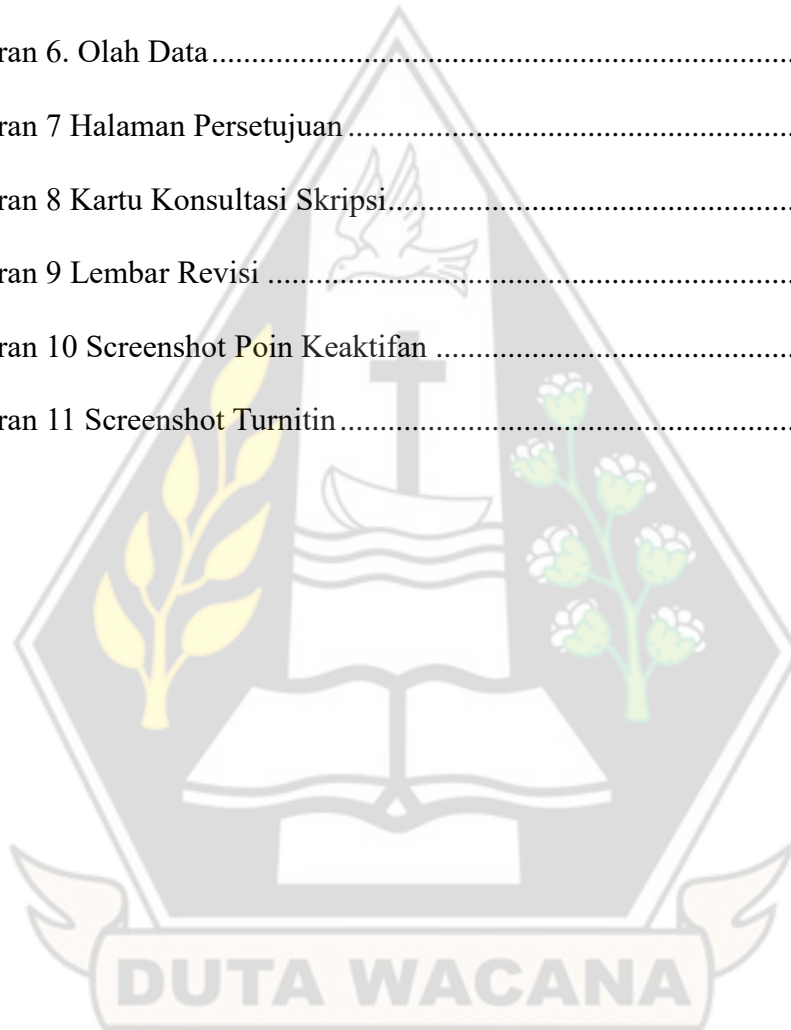 ran 6. Olah Data..........................................................................
ran 7 Halaman Persetujuan........................................................
ran 8 Kartu Konsultasi Skripsi...................................................
ran 9 Lembar Revisi ..................................................................
ran 10 Screenshot Poin Keaktifan .............................................
ran 11 Screenshot Turnitin.........................................................
DUTA WACANA